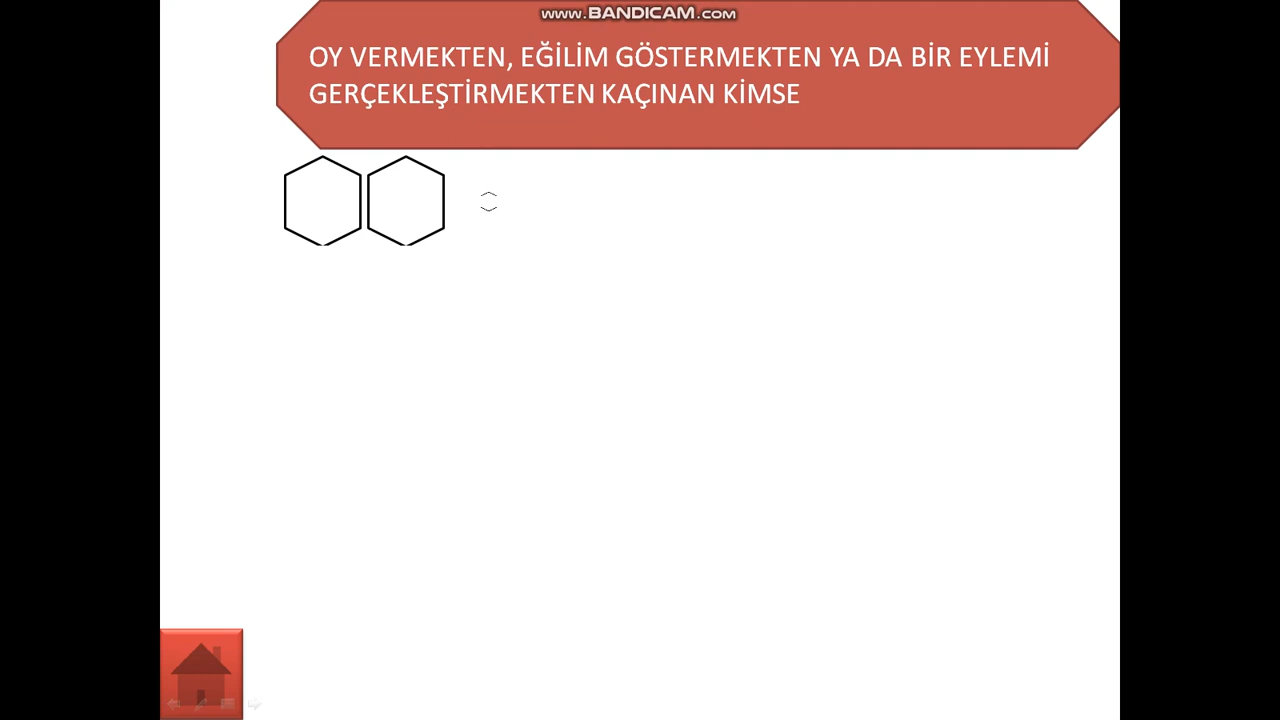 www.BANDICAM.com
OY VERMEKTEN, EĞİLİM GÖSTERMEKTEN YA DA BİR EYLEMİ
GERÇEKLEŞTİRMEKTEN KAÇINAN KİMSE